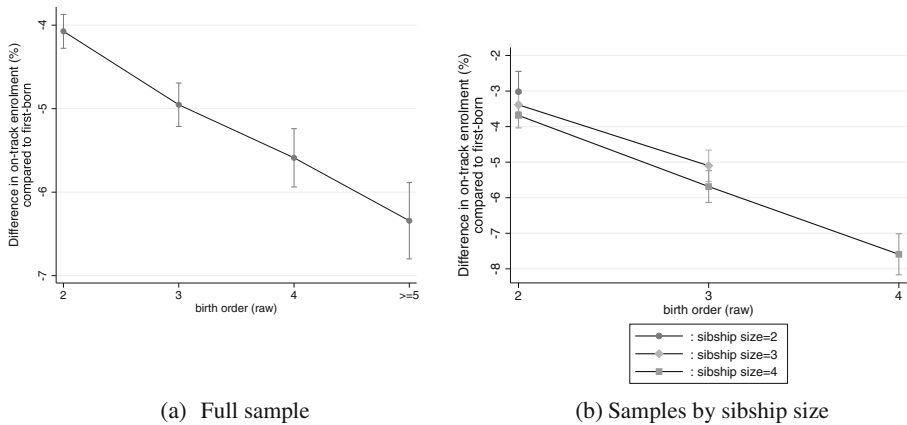 Difference in on-track enrolment (%)
compared to first-born
-4
-5
-6
-7
2
3
4
>=5
birth order (raw)
(a) Full sample
Difference in on-track enrolment (%)
compared to first-born
-2
-3
-4
-5
-6
-7
-8
2
3
4
birth order (raw)
: sibship size=2
: sibship size=3
: sibship size=4
(b) Samples by sibship size